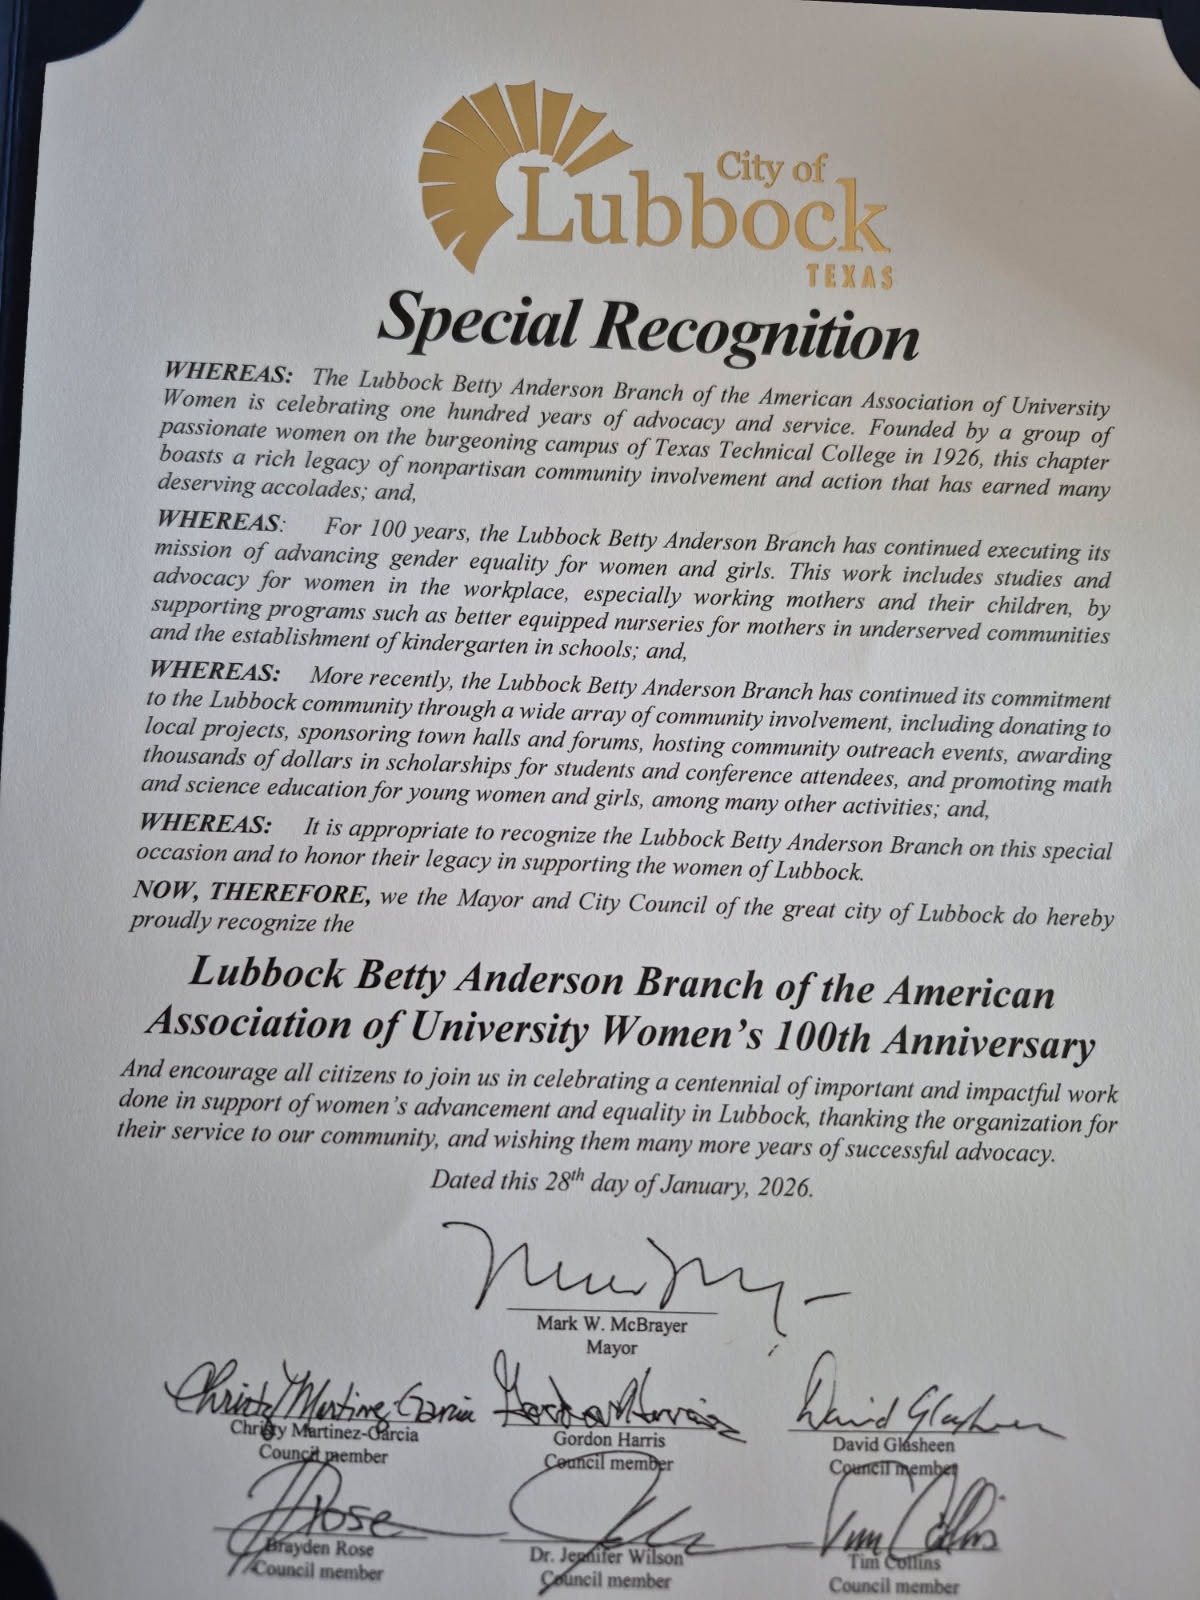 City of
Lubbock
TEXAS
Special Recognition
WHEREAS: The Lubbock Betty Anderson Branch of the American Association of University
Women is celebrating one hundred years of advocacy and service. Founded by a group of
passionate women on the burgeoning campus of Texas Technical College in 1926, this chapter
boasts a rich legacy of nonpartisan community involvement and action that has earned many
deserving accolades; and,
WHEREAS: For 100 years, the Lubbock Betty Anderson Branch has continued executing its
mission of advancing gender equality for women and girls. This work includes studies and
advocacy for women in the workplace, especially working mothers and their children, by
supporting programs such as better equipped nurseries for mothers in underserved communities
and the establishment of kindergarten in schools; and,
WHEREAS: More recently, the Lubbock Betty Anderson Branch has continued its commitment
to the Lubbock community through a wide array of community involvement, including donating to
local projects, sponsoring town halls and forums, hosting community outreach events, awarding
thousands of dollars in scholarships for students and conference attendees, and promoting math
and science education for young women and girls, among many other activities; and,
WHEREAS: It is appropriate to recognize the Lubbock Betty Anderson Branch on this special
occasion and to honor their legacy in supporting the women of Lubbock.
NOW, THEREFORE, we the Mayor and City Council of the great city of Lubbock do hereby
proudly recognize the
Lubbock Betty Anderson Branch of the American
Association of University Women's 100th Anniversary
And encourage all citizens to join us in celebrating a centennial of important and impactful work
done in support of women's advancement and equality in Lubbock, thanking the organization for
their service to our community, and wishing them many more years of successful advocacy.
Dated this 28th day of January, 2026.
Mark W. McBrayer
Mayor
Christy Martinez-Garcia Gordon Harris David Glasheen
Christy Martinez-Garcia Gordon Harris David Glasheen
Council member Council member Council member
Rose Tim Collins
Brayden Rose Dr. Jennifer Wilson Tim Collins
Council member Council member Council member